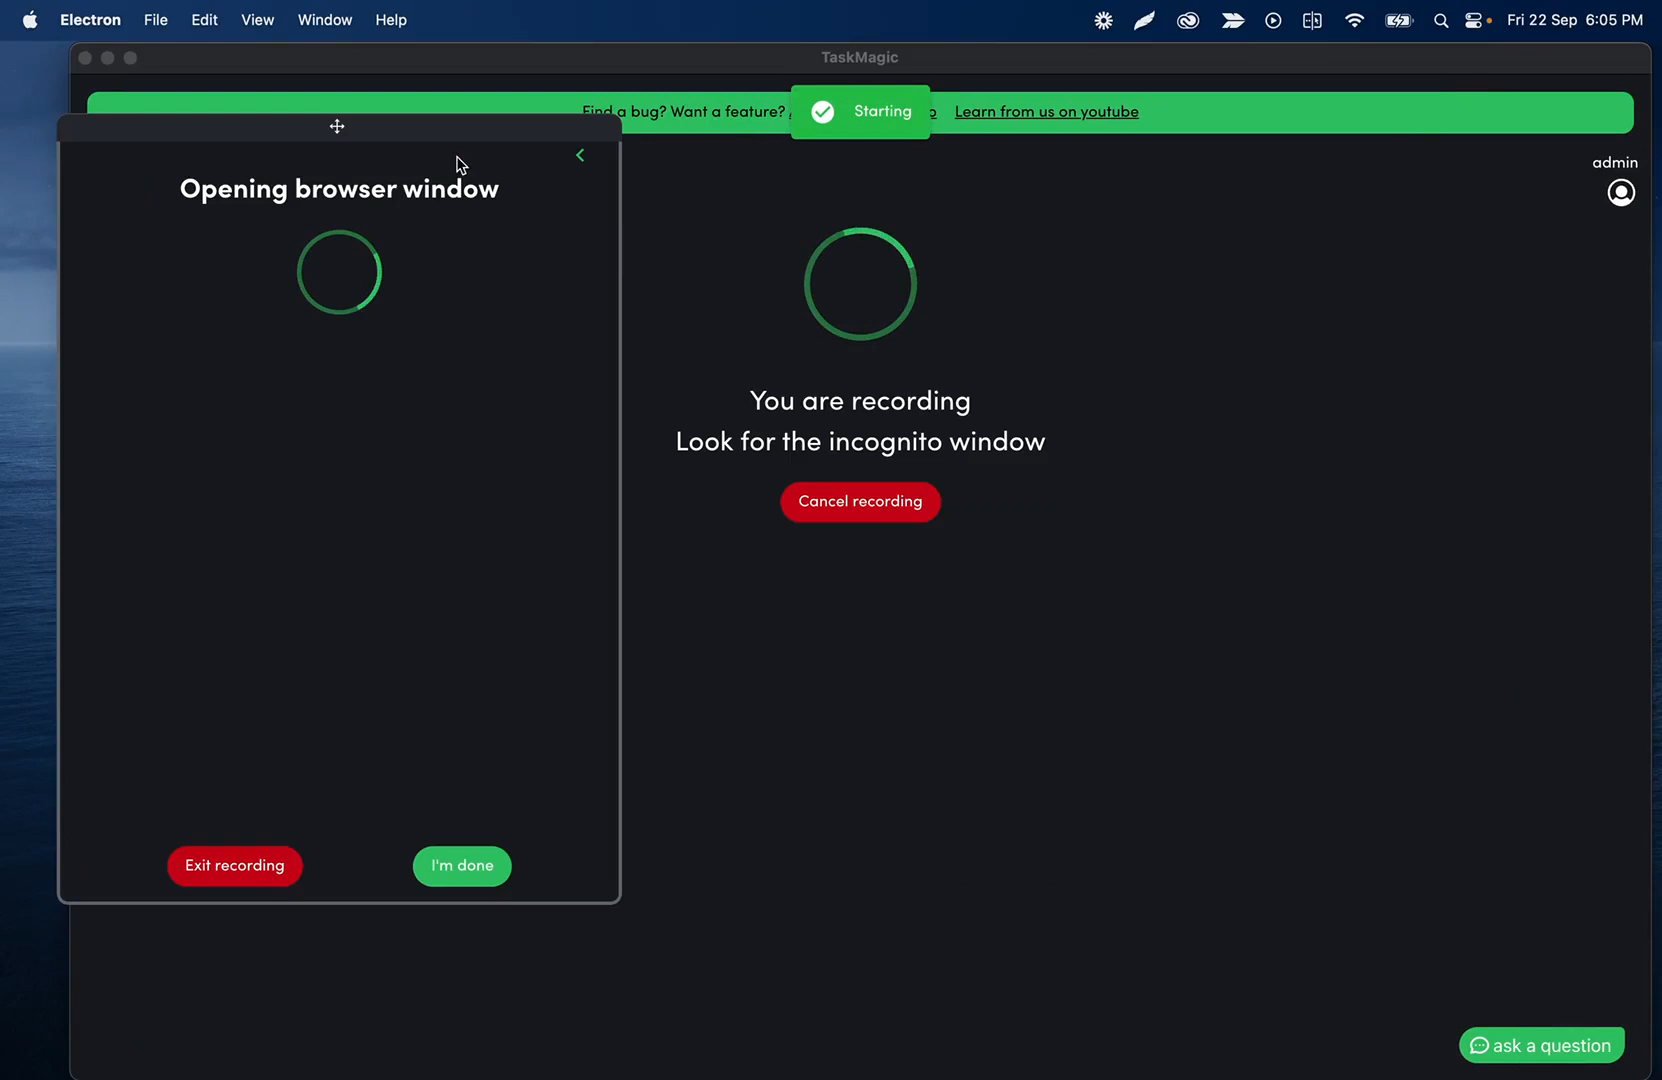 Electron File Edit View Window Help Fri 22 Sep 6:05 PM
TaskMagic
Find a bug? Want a feature? Learn from us on youtube
Starting
admin
Opening browser window
You are recording
Look for the incognito window
Cancel recording
Exit recording I'm done
ask a question